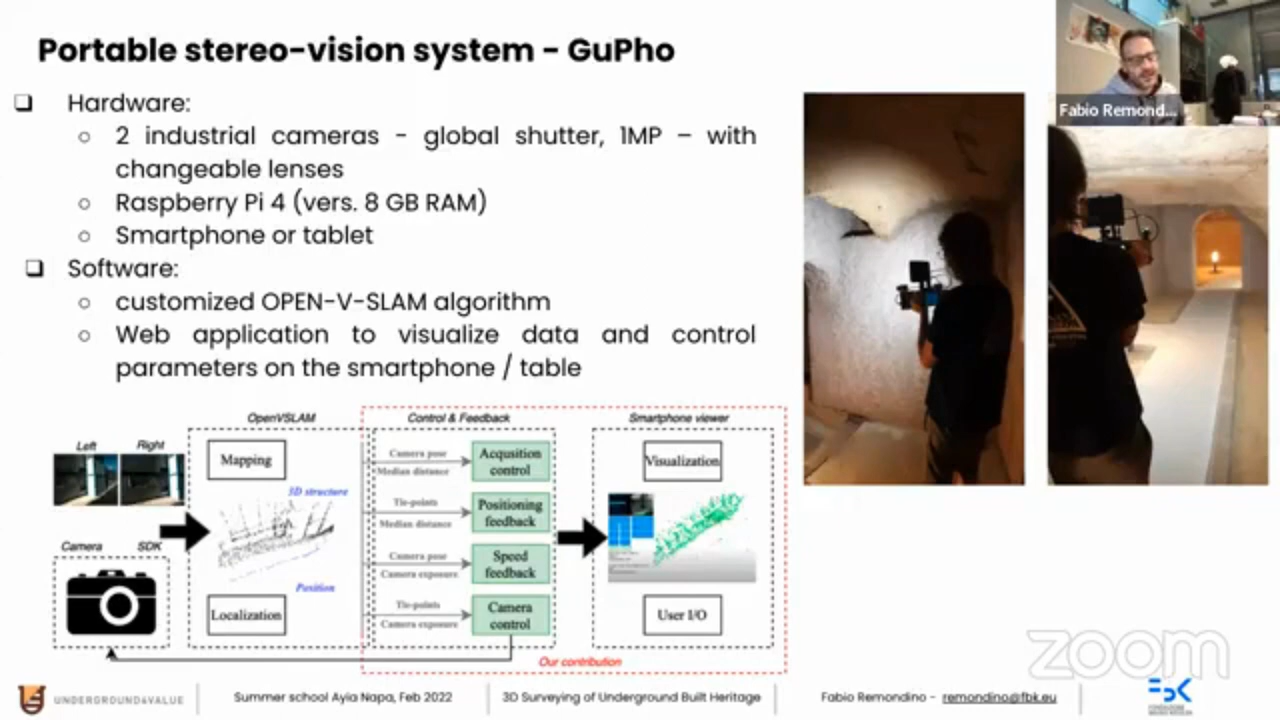 Portable stereo-vision system - GuPho
Fabio Remond...
❑ Hardware:
○ 2 industrial cameras - global shutter, 1MP – with
changeable lenses
○ Raspberry Pi 4 (vers. 8 GB RAM)
○ Smartphone or tablet
❑ Software:
○ customized OPEN-V-SLAM algorithm
○ Web application to visualize data and control
parameters on the smartphone / table
OpenVSLAM
Control & Feedback
Smartphone viewer
Left
Right
Camera
SDK
Mapping
3D structure
Position
Localization
Camera pose
Median distance
Acqusition
control
Tie-points
Median distance
Positioning
feedback
Camera pose
Camera exposure
Speed
feedback
Tie-points
Camera exposure
Camera
control
Visualization
User I/O
Our contribution
zoom
UNDERGROUND4VALUE
Summer school Ayia Napa, Feb 2022
3D Surveying of Underground Built Heritage
Fabio Remondino - remondino@fbk.eu
FBK
FONDAZIONE
BRUNO KESSLER